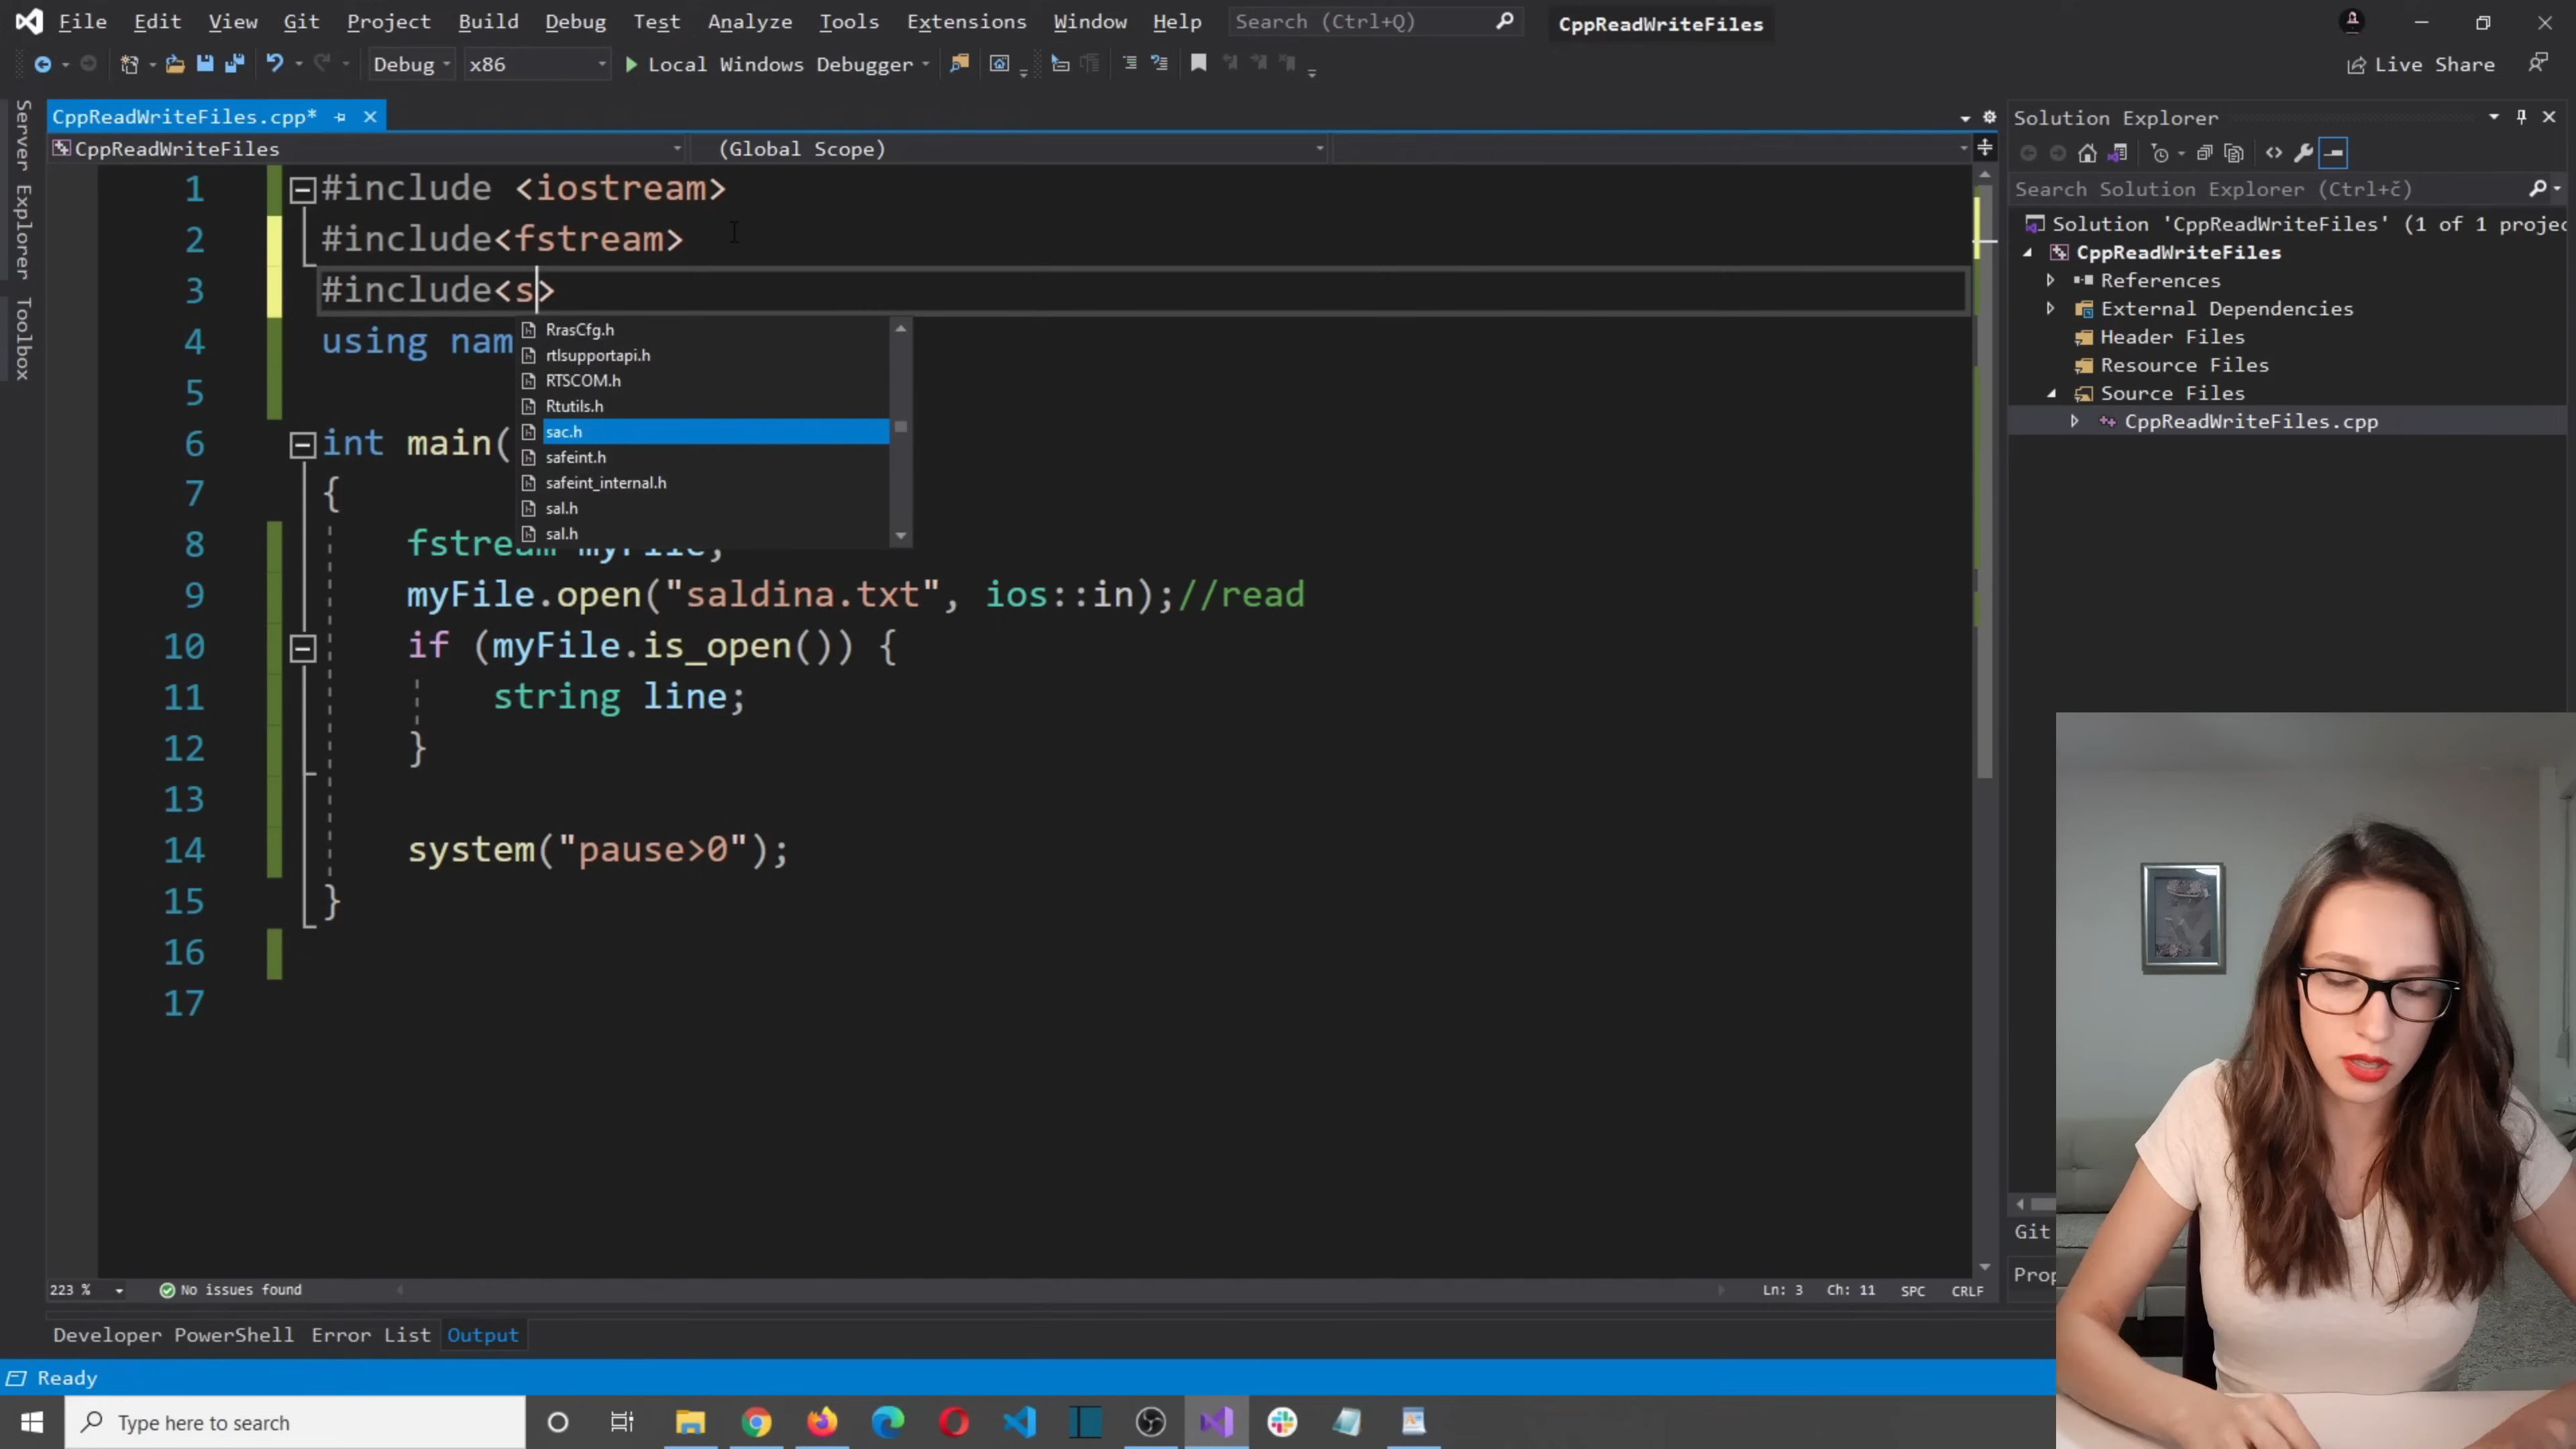 File Edit View Git Project Build Debug Test Analyze Tools Extensions Window Help Search (Ctrl+Q) CppReadWriteFiles
Debug x86 Local Windows Debugger Live Share
Server Explorer
Toolbox
CppReadWriteFiles.cpp*
CppReadWriteFiles (Global Scope)
1 #include <iostream>
2 #include<fstream>
3 #include<s>
4 using nam
5
6 int main(
7 {
8 fstream myFile;
9 myFile.open("saldina.txt", ios::in);//read
10 if (myFile.is_open()) {
11 string line;
12 }
13
14 system("pause>0");
15 }
16
17
RrasCfg.h
rtlsupportapi.h
RTSCOM.h
Rtutils.h
sac.h
safeint.h
safeint_internal.h
sal.h
sal.h
223 % No issues found Ln: 3 Ch: 11 SPC CRLF
Developer PowerShell Error List Output
Ready
Type here to search
Solution Explorer
Search Solution Explorer (Ctrl+č)
Solution 'CppReadWriteFiles' (1 of 1 projec
CppReadWriteFiles
References
External Dependencies
Header Files
Resource Files
Source Files
CppReadWriteFiles.cpp
Git
Prop